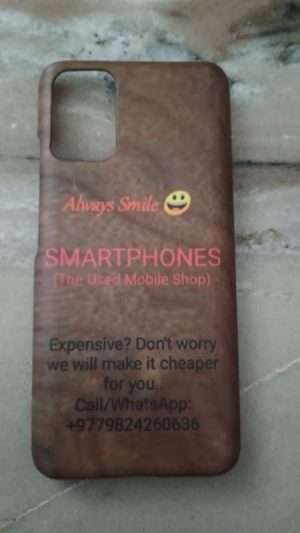 Always Smile 😀
SMARTPHONES
(The Used Mobile Shop)
Expensive? Don't worry
we will make it cheaper
for you..
Call/WhatsApp:
+9779824260636